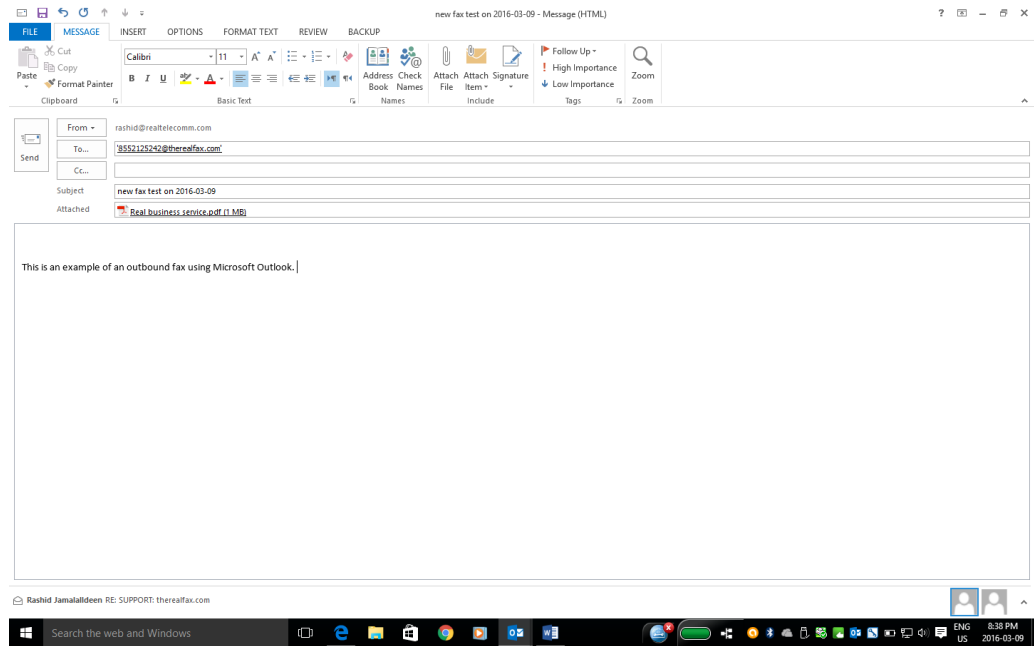 new fax test on 2016-03-09 - Message (HTML)
FILE MESSAGE INSERT OPTIONS FORMAT TEXT REVIEW BACKUP
Paste
Cut
Copy
Format Painter
Clipboard
Calibri 11
B I U
Basic Text
Address Book
Check Names
Names
Attach File
Attach Item
Signature
Include
Follow Up
High Importance
Low Importance
Tags
Zoom
Zoom
Send
From rashid@realtelecomm.com
To... '8552125242@therealfax.com'
Cc...
Subject new fax test on 2016-03-09
Attached Real business service.pdf (1 MB)
This is an example of an outbound fax using Microsoft Outlook.
Rashid Jamalalldeen RE: SUPPORT: therealfax.com
Search the web and Windows
ENG 8:38 PM
US 2016-03-09